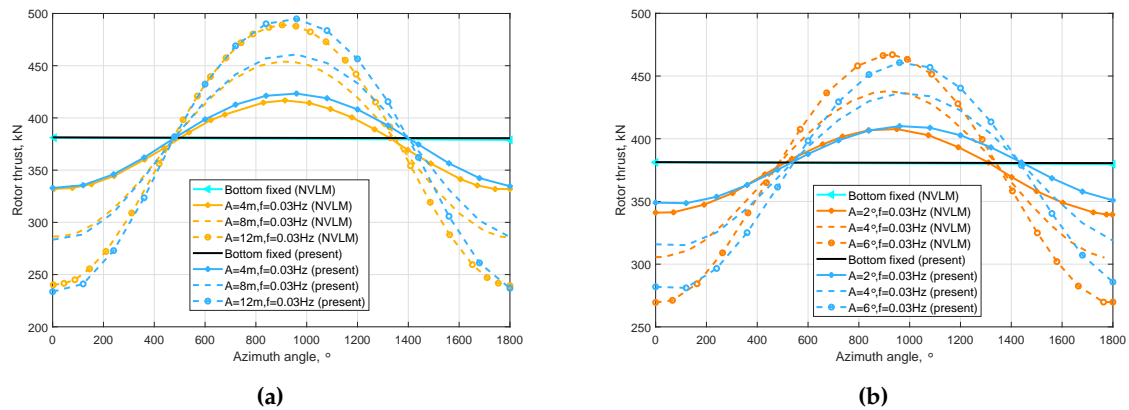 500
450
400
350
300
250
200
Rotor thrust, kN
Bottom fixed (NVLM)
A=4m,f=0.03Hz (NVLM)
A=8m,f=0.03Hz (NVLM)
A=12m,f=0.03Hz (NVLM)
Bottom fixed (present)
A=4m,f=0.03Hz (present)
A=8m,f=0.03Hz (present)
A=12m,f=0.03Hz (present)
0 200 400 600 800 1000 1200 1400 1600 1800
Azimuth angle, °
(a)
500
450
400
350
300
250
Rotor thrust, kN
Bottom fixed (NVLM)
A=2°,f=0.03Hz (NVLM)
A=4°,f=0.03Hz (NVLM)
A=6°,f=0.03Hz (NVLM)
Bottom fixed (present)
A=2°,f=0.03Hz (present)
A=4°,f=0.03Hz (present)
A=6°,f=0.03Hz (present)
0 200 400 600 800 1000 1200 1400 1600 1800
Azimuth angle, °
(b)